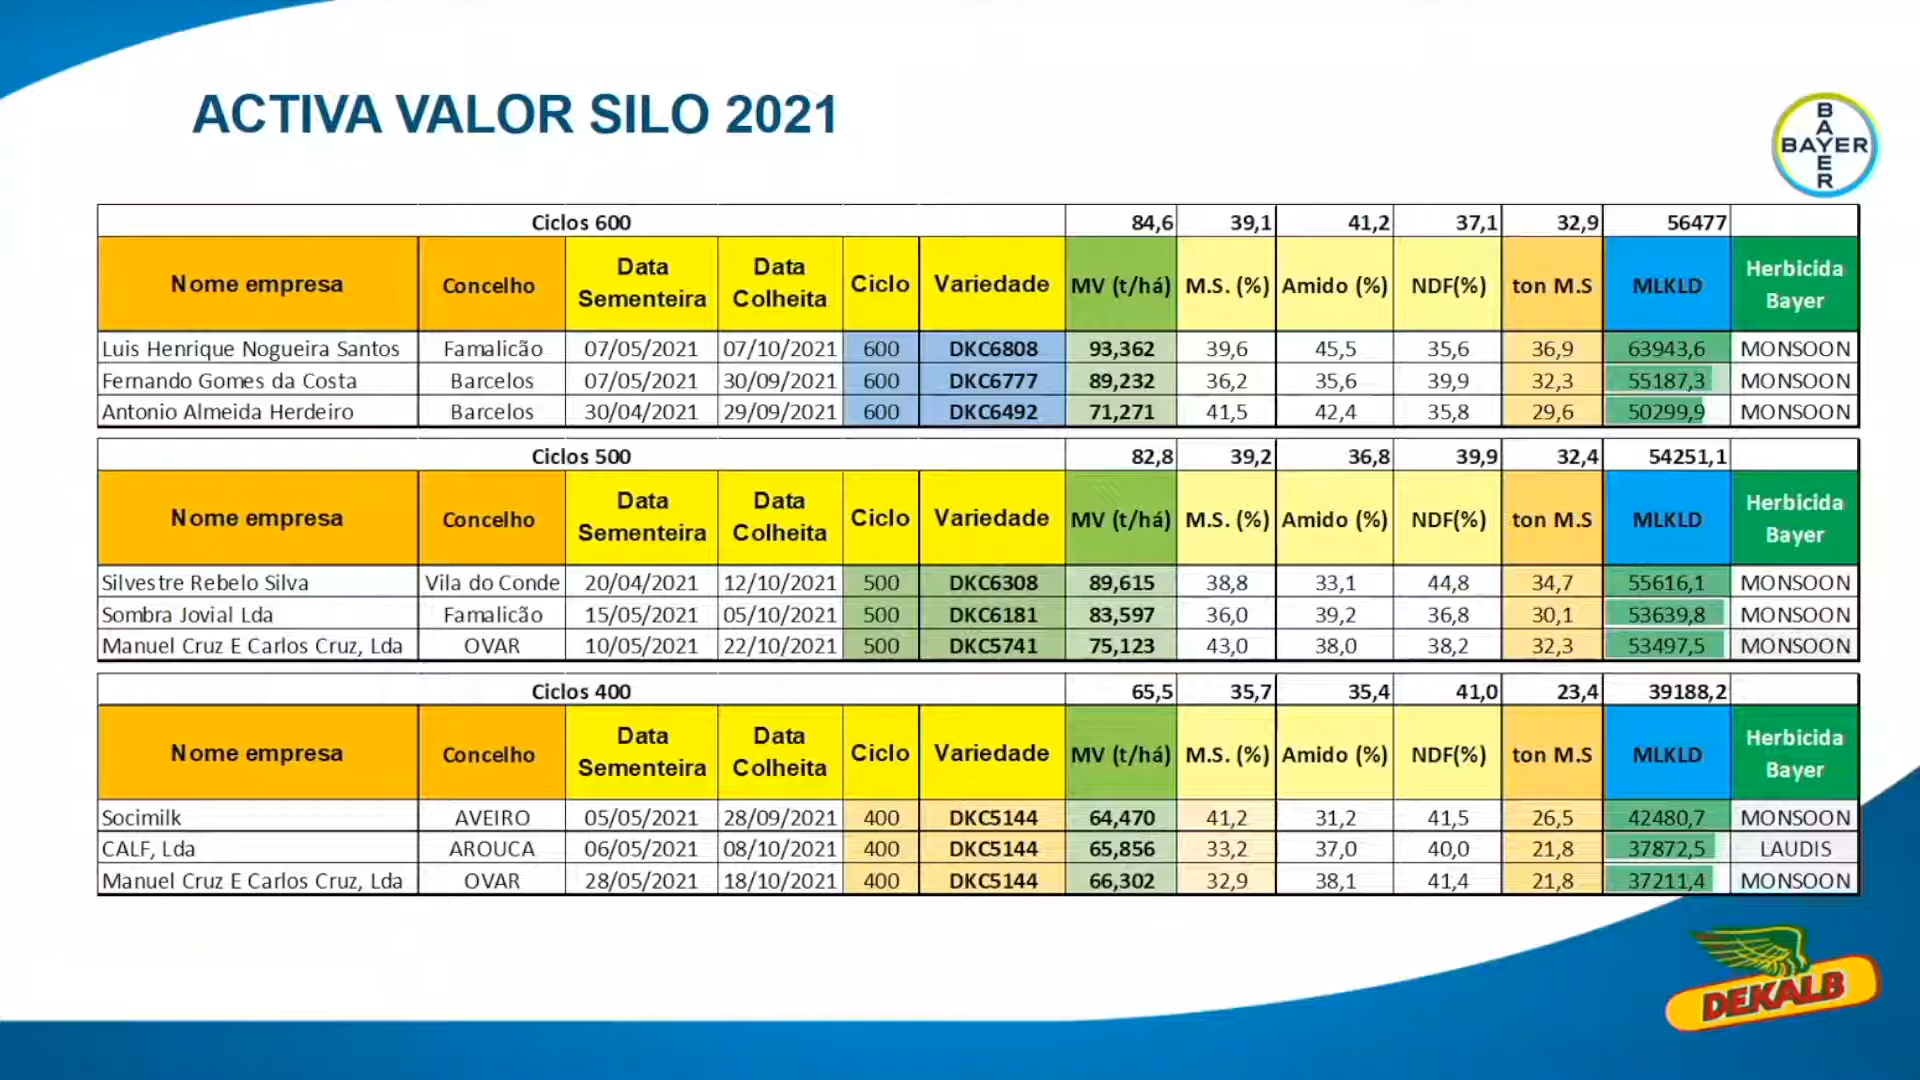 ACTIVA VALOR SILO 2021
B
A
BAYER
E
R
Ciclos 600 84,6 39,1 41,2 37,1 32,9 56477
Nome empresa Concelho Data Sementeira Data Colheita Ciclo Variedade MV (t/há) M.S. (%) Amido (%) NDF(%) ton M.S MLKLD Herbicida Bayer
Luis Henrique Nogueira Santos Famalicão 07/05/2021 07/10/2021 600 DKC6808 93,362 39,6 45,5 35,6 36,9 63943,6 MONSOON
Fernando Gomes da Costa Barcelos 07/05/2021 30/09/2021 600 DKC6777 89,232 36,2 35,6 39,9 32,3 55187,3 MONSOON
Antonio Almeida Herdeiro Barcelos 30/04/2021 29/09/2021 600 DKC6492 71,271 41,5 42,4 35,8 29,6 50299,9 MONSOON
Ciclos 500 82,8 39,2 36,8 39,9 32,4 54251,1
Nome empresa Concelho Data Sementeira Data Colheita Ciclo Variedade MV (t/há) M.S. (%) Amido (%) NDF(%) ton M.S MLKLD Herbicida Bayer
Silvestre Rebelo Silva Vila do Conde 20/04/2021 12/10/2021 500 DKC6308 89,615 38,8 33,1 44,8 34,7 55616,1 MONSOON
Sombra Jovial Lda Famalicão 15/05/2021 05/10/2021 500 DKC6181 83,597 36,0 39,2 36,8 30,1 53639,8 MONSOON
Manuel Cruz E Carlos Cruz, Lda OVAR 10/05/2021 22/10/2021 500 DKC5741 75,123 43,0 38,0 38,2 32,3 53497,5 MONSOON
Ciclos 400 65,5 35,7 35,4 41,0 23,4 39188,2
Nome empresa Concelho Data Sementeira Data Colheita Ciclo Variedade MV (t/há) M.S. (%) Amido (%) NDF(%) ton M.S MLKLD Herbicida Bayer
Socimilk AVEIRO 05/05/2021 28/09/2021 400 DKC5144 64,470 41,2 31,2 41,5 26,5 42480,7 MONSOON
CALF, Lda AROUCA 06/05/2021 08/10/2021 400 DKC5144 65,856 33,2 37,0 40,0 21,8 37872,5 LAUDIS
Manuel Cruz E Carlos Cruz, Lda OVAR 28/05/2021 18/10/2021 400 DKC5144 66,302 32,9 38,1 41,4 21,8 37211,4 MONSOON
DEKALB